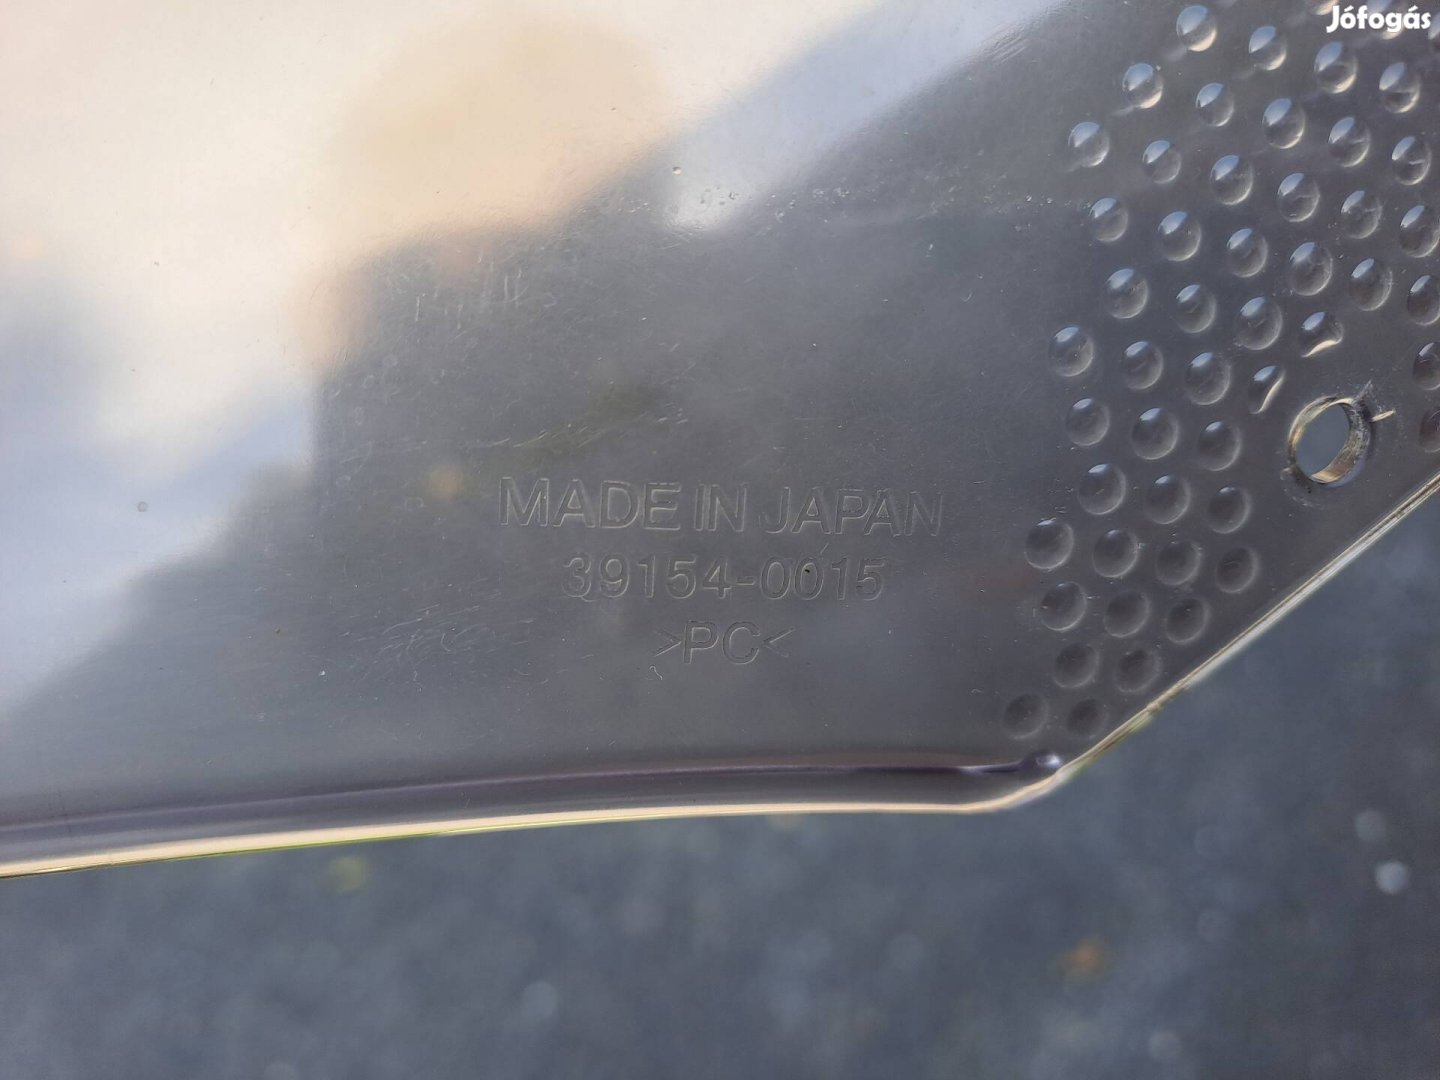 Jófogás
MADE IN JAPAN
39154-0015
>PC<